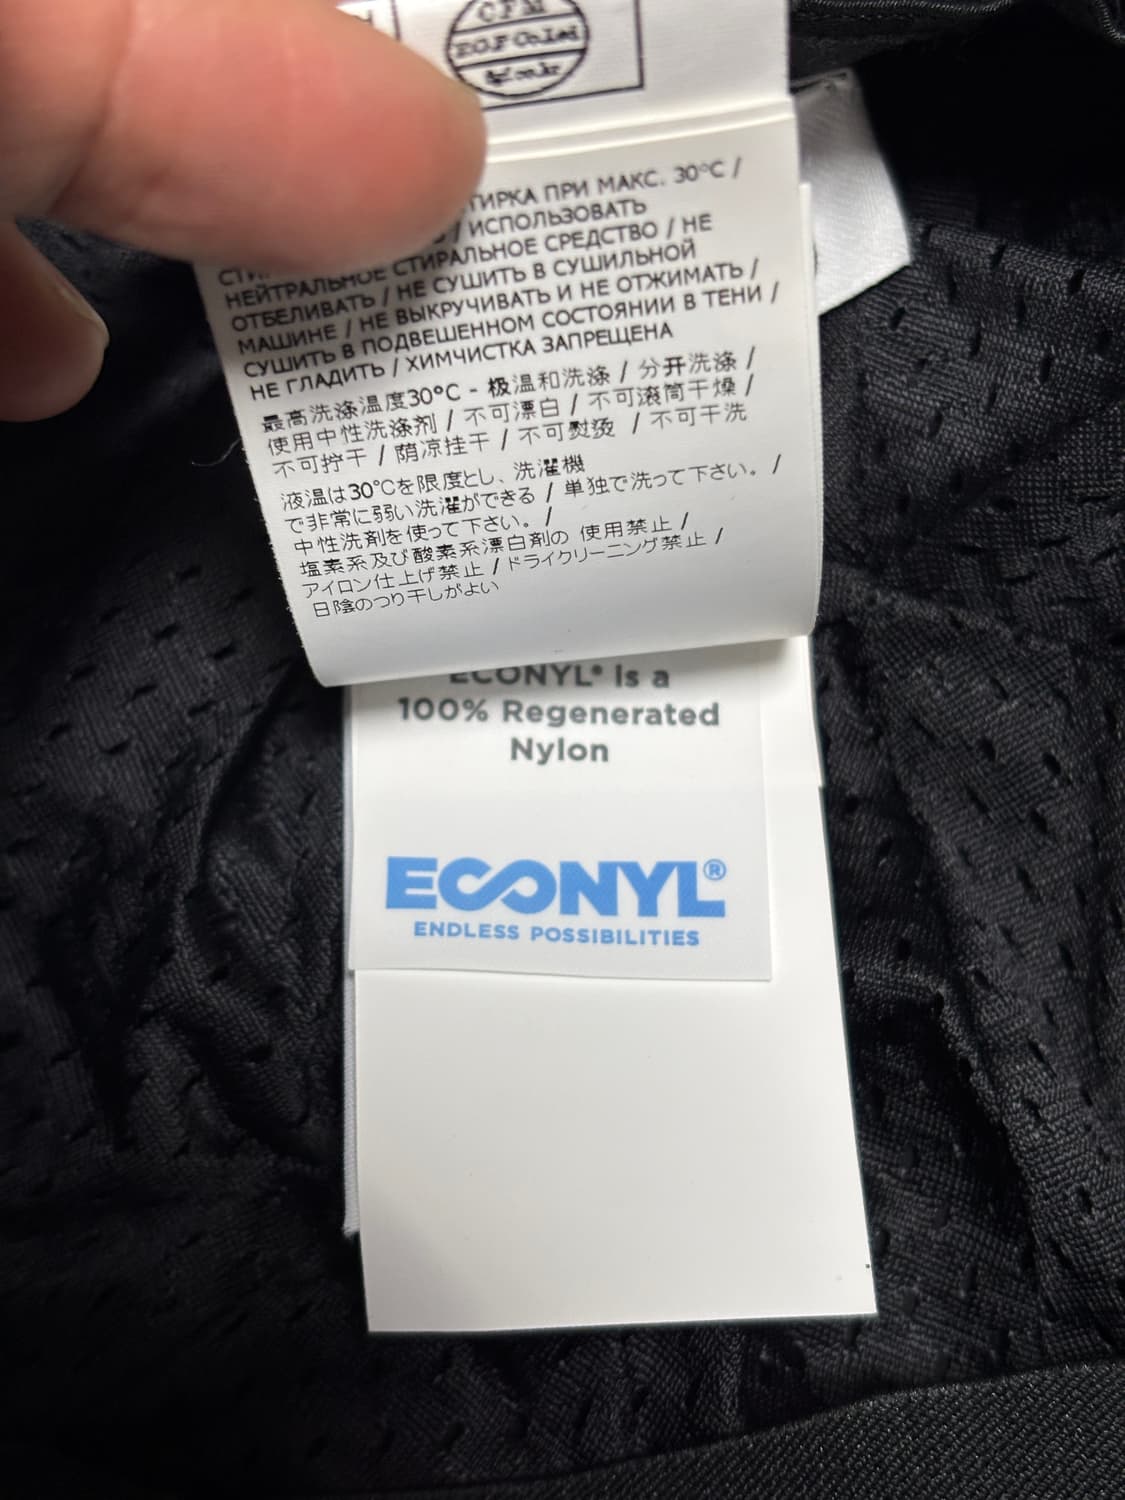 CFM
EOF Co.Led
ТИРКА ПРИ МАКС. 30°C /
/ ИСПОЛЬЗОВАТЬ
НЕЙТРАЛЬНОЕ СТИРАЛЬНОЕ СРЕДСТВО / НЕ
ОТБЕЛИВАТЬ / НЕ СУШИТЬ В СУШИЛЬНОЙ
МАШИНЕ / НЕ ВЫКРУЧИВАТЬ И НЕ ОТЖИМАТЬ /
СУШИТЬ В ПОДВЕШЕННОМ СОСТОЯНИИ В ТЕНИ /
НЕ ГЛАДИТЬ / ХИМЧИСТКА ЗАПРЕЩЕНА
最高洗涤温度30°C - 极温和洗涤 / 分开洗涤 /
使用中性洗涤剂 / 不可漂白 / 不可滚筒干燥 /
不可拧干 / 荫凉挂干 / 不可熨烫 / 不可干洗
液温は30℃を限度とし、洗濯機
で非常に弱い洗濯ができる / 単独で洗って下さい。 /
中性洗剤を使って下さい。 /
塩素系及び酸素系漂白剤の 使用禁止 /
アイロン仕上げ禁止 / ドライクリーニング禁止 /
日陰のつり干しがよい
ECONYL® is a
100% Regenerated
Nylon
ECONYL®
ENDLESS POSSIBILITIES